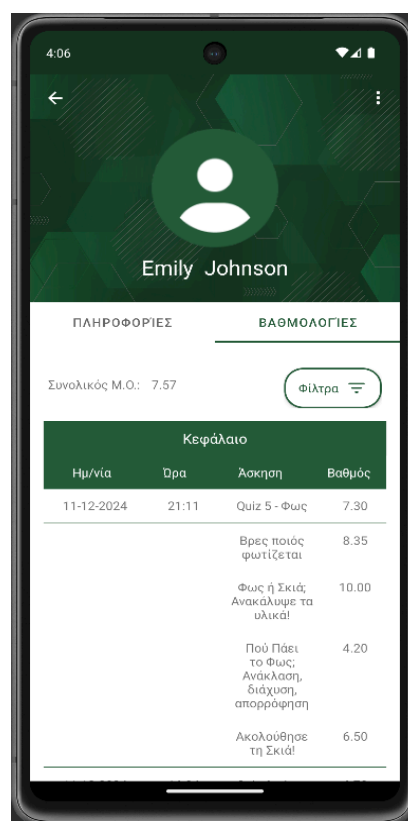 4:06
Emily Johnson
ΠΛΗΡΟΦΟΡΊΕΣ ΒΑΘΜΟΛΟΓΊΕΣ
Συνολικός Μ.Ο.: 7.57 Φίλτρα
Κεφάλαιο
Ημ/νία Ώρα Άσκηση Βαθμός
11-12-2024 21:11 Quiz 5 - Φως 7.30
Βρες ποιός 8.35
φωτίζεται
Φως ή Σκιά; 10.00
Ανακάλυψε τα
υλικά!
Πού Πάει 4.20
το Φως;
Ανάκλαση,
διάχυση,
απορρόφηση
Ακολούθησε 6.50
τη Σκιά!